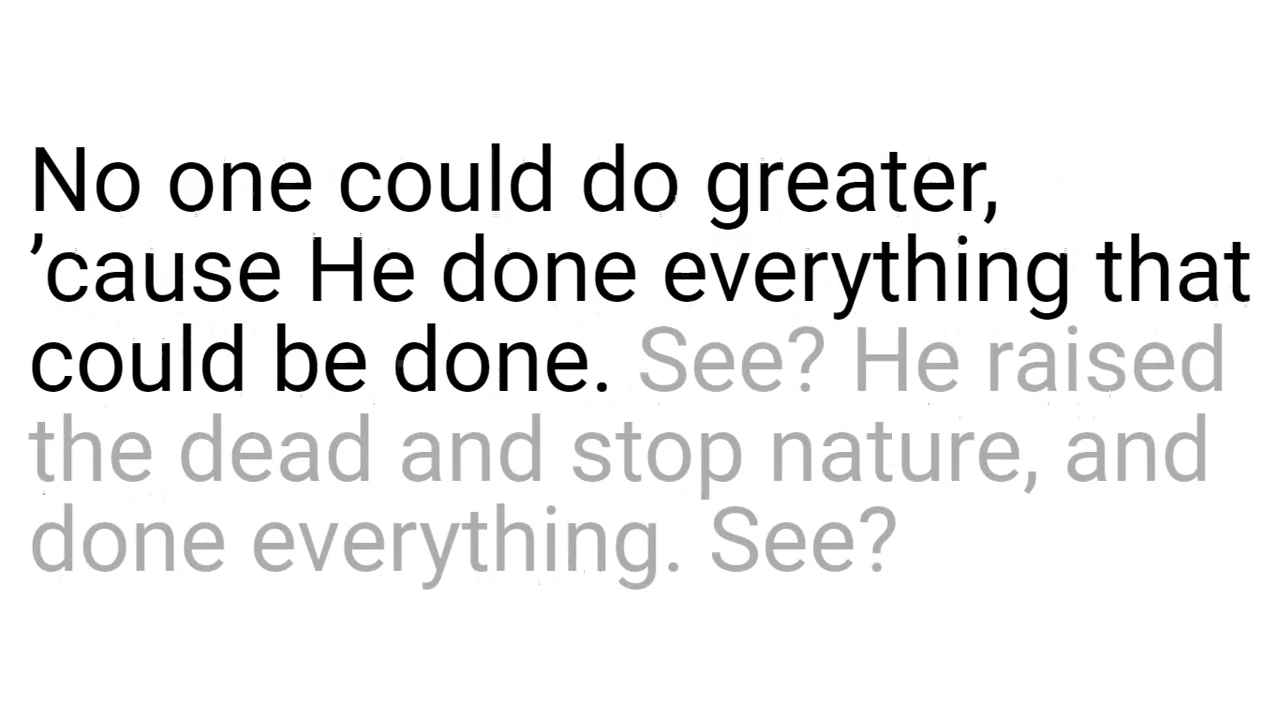 No one could do greater,
’cause He done everything that
could be done. See? He raised
the dead and stop nature, and
done everything. See?